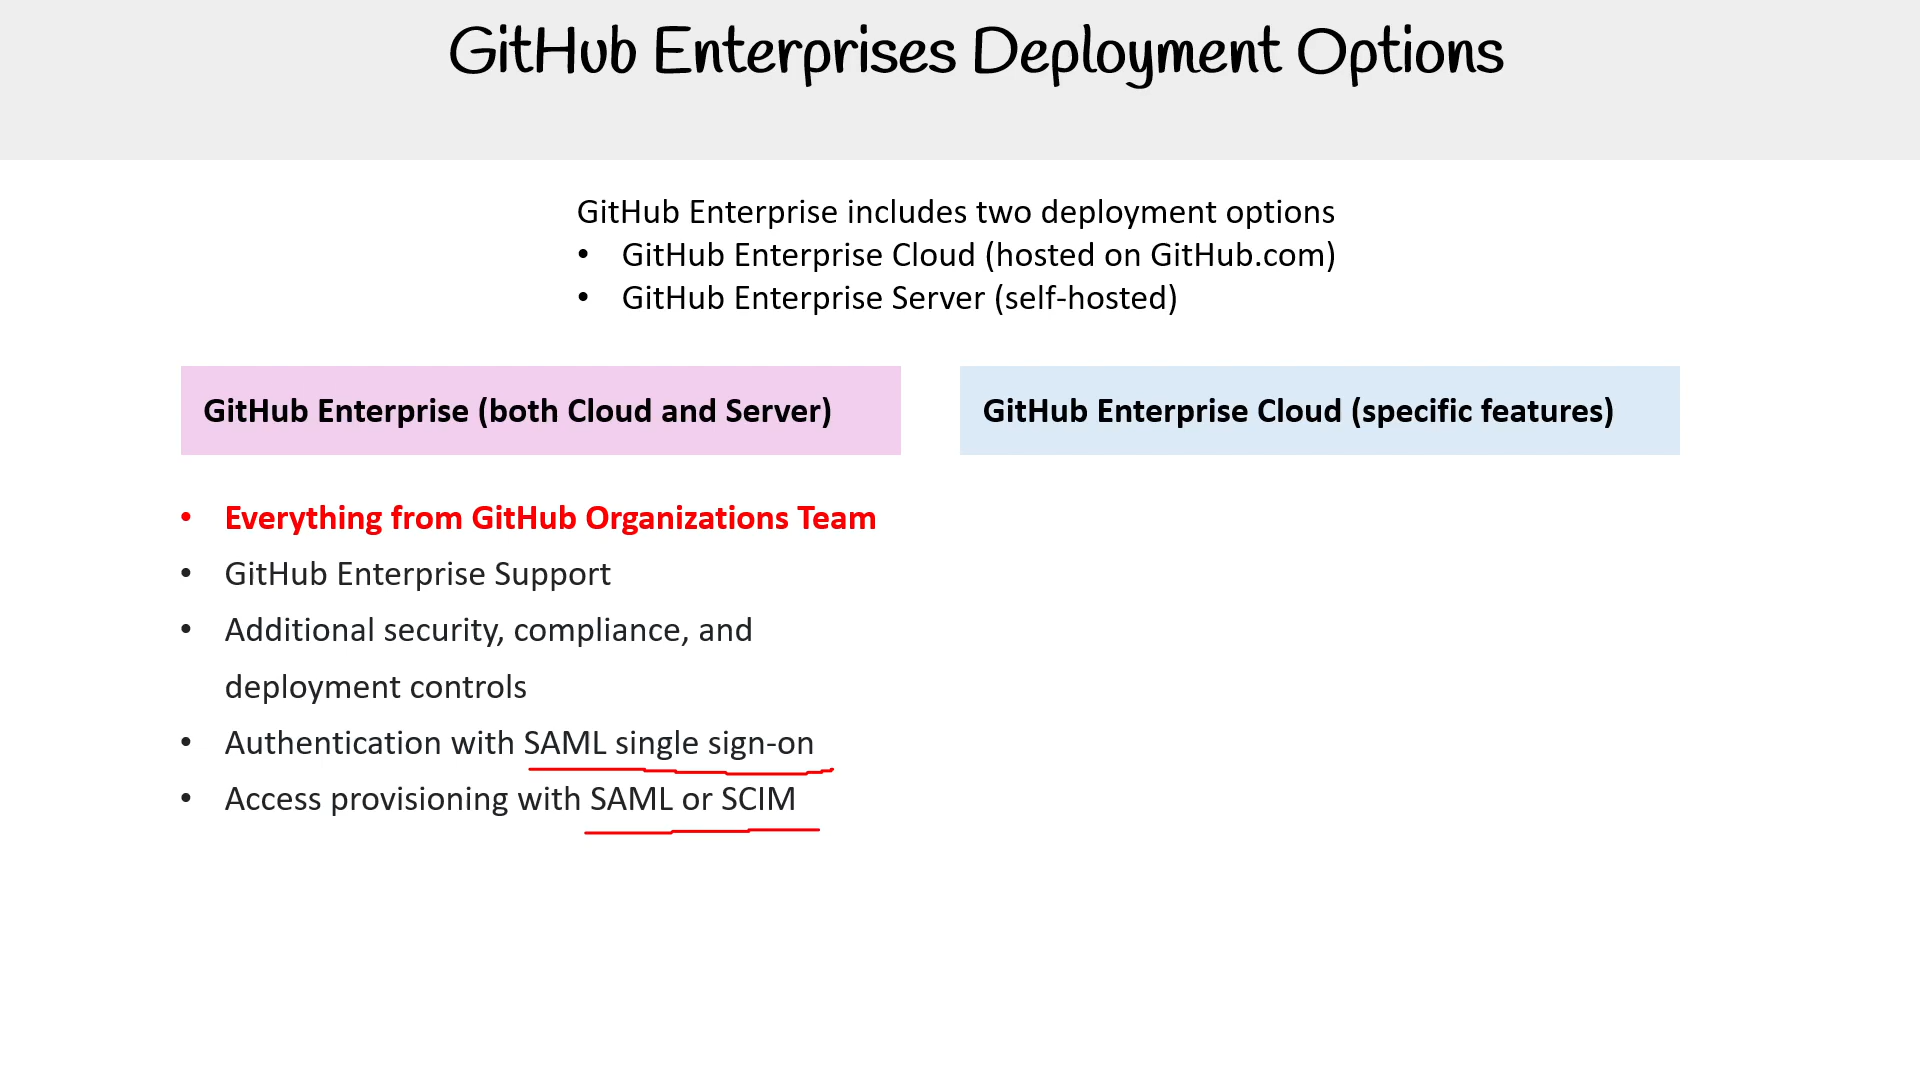 GitHub Enterprises Deployment Options
GitHub Enterprise includes two deployment options
• GitHub Enterprise Cloud (hosted on GitHub.com)
• GitHub Enterprise Server (self-hosted)
GitHub Enterprise (both Cloud and Server)
• Everything from GitHub Organizations Team
• GitHub Enterprise Support
• Additional security, compliance, and
deployment controls
• Authentication with SAML single sign-on
• Access provisioning with SAML or SCIM
GitHub Enterprise Cloud (specific features)